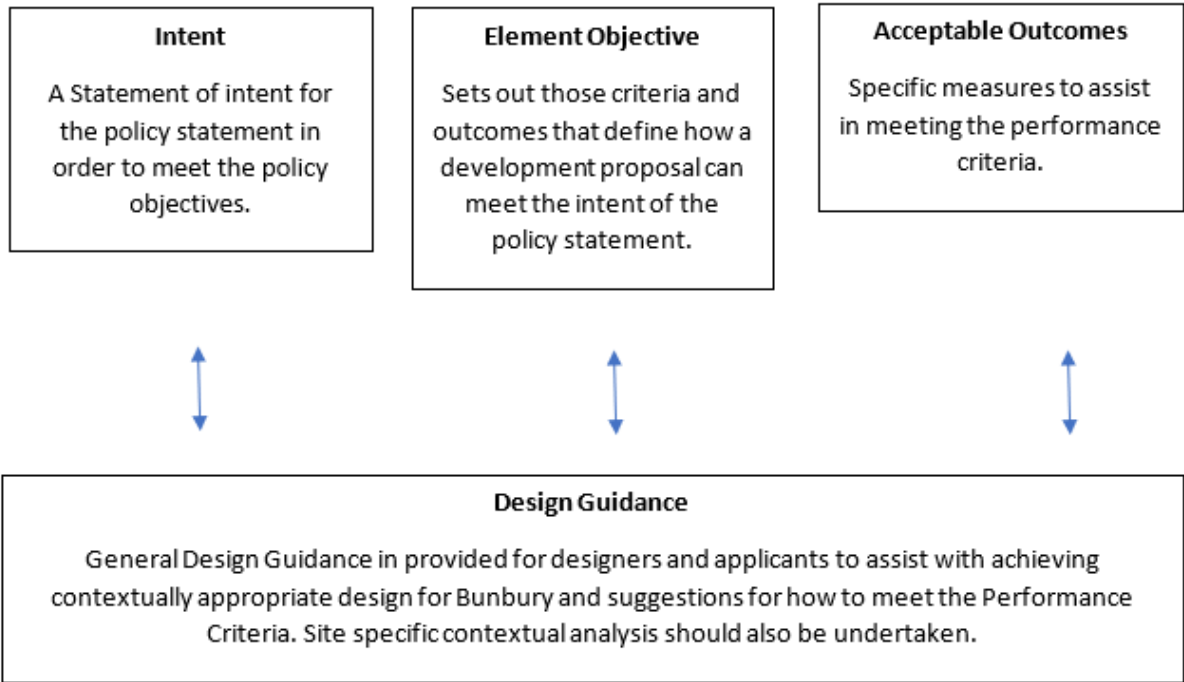 Intent
A Statement of intent for
the policy statement in
order to meet the policy
objectives.
Element Objective
Sets out those criteria and
outcomes that define how a
development proposal can
meet the intent of the
policy statement.
Acceptable Outcomes
Specific measures to assist
in meeting the performance
criteria.
Design Guidance
General Design Guidance in provided for designers and applicants to assist with achieving
contextually appropriate design for Bunbury and suggestions for how to meet the Performance
Criteria. Site specific contextual analysis should also be undertaken.